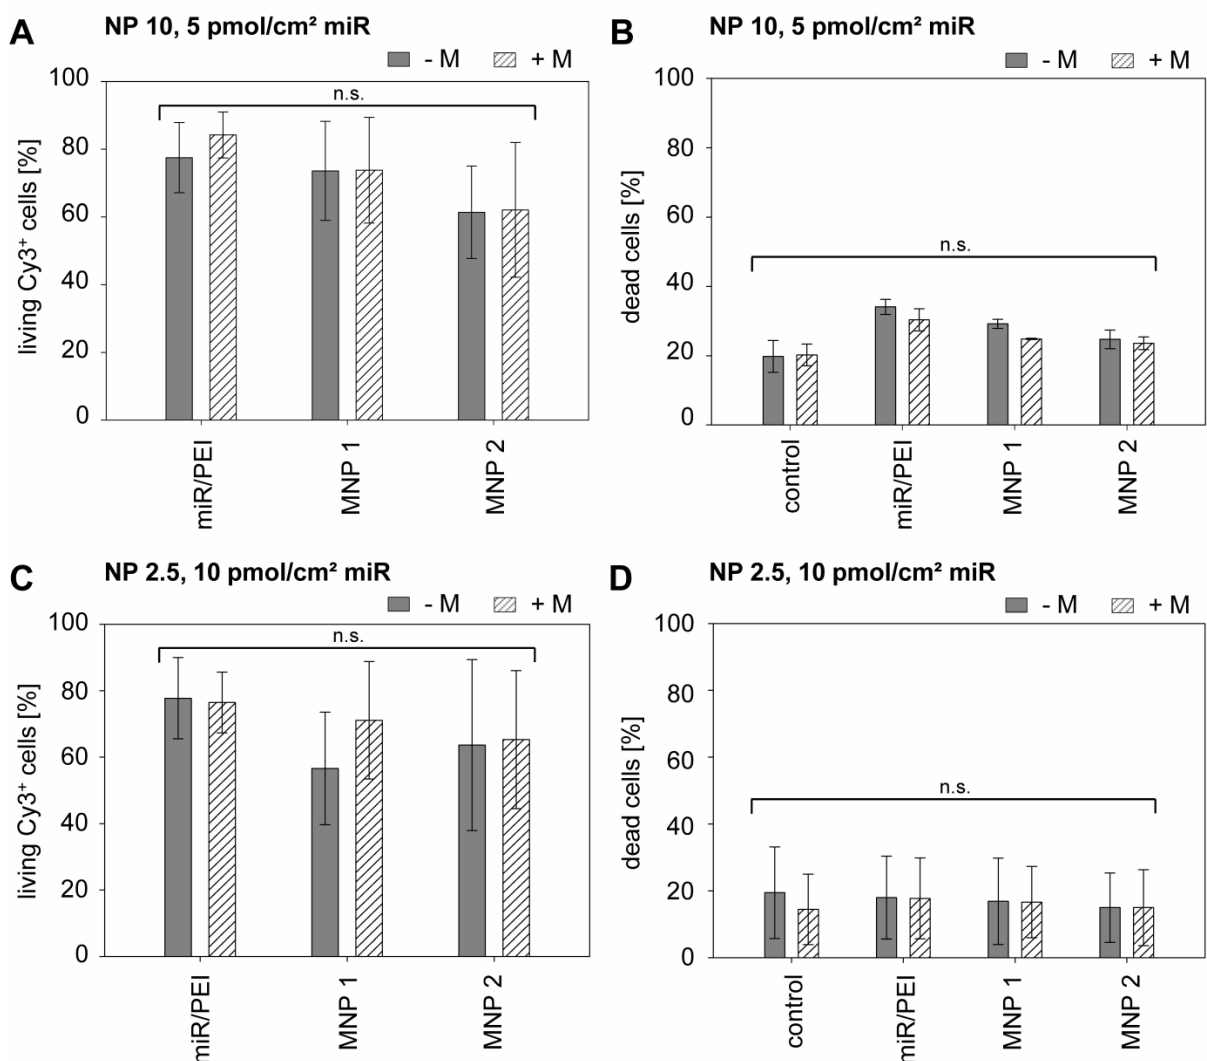 A
NP 10, 5 pmol/cm² miR
- M
+ M
n.s.
living Cy3⁺ cells [%]
100
80
60
40
20
0
miR/PEI
MNP 1
MNP 2
B
NP 10, 5 pmol/cm² miR
- M
+ M
n.s.
dead cells [%]
100
80
60
40
20
0
control
miR/PEI
MNP 1
MNP 2
C
NP 2.5, 10 pmol/cm² miR
- M
+ M
n.s.
living Cy3⁺ cells [%]
100
80
60
40
20
0
miR/PEI
MNP 1
MNP 2
D
NP 2.5, 10 pmol/cm² miR
- M
+ M
n.s.
dead cells [%]
100
80
60
40
20
0
control
miR/PEI
MNP 1
MNP 2